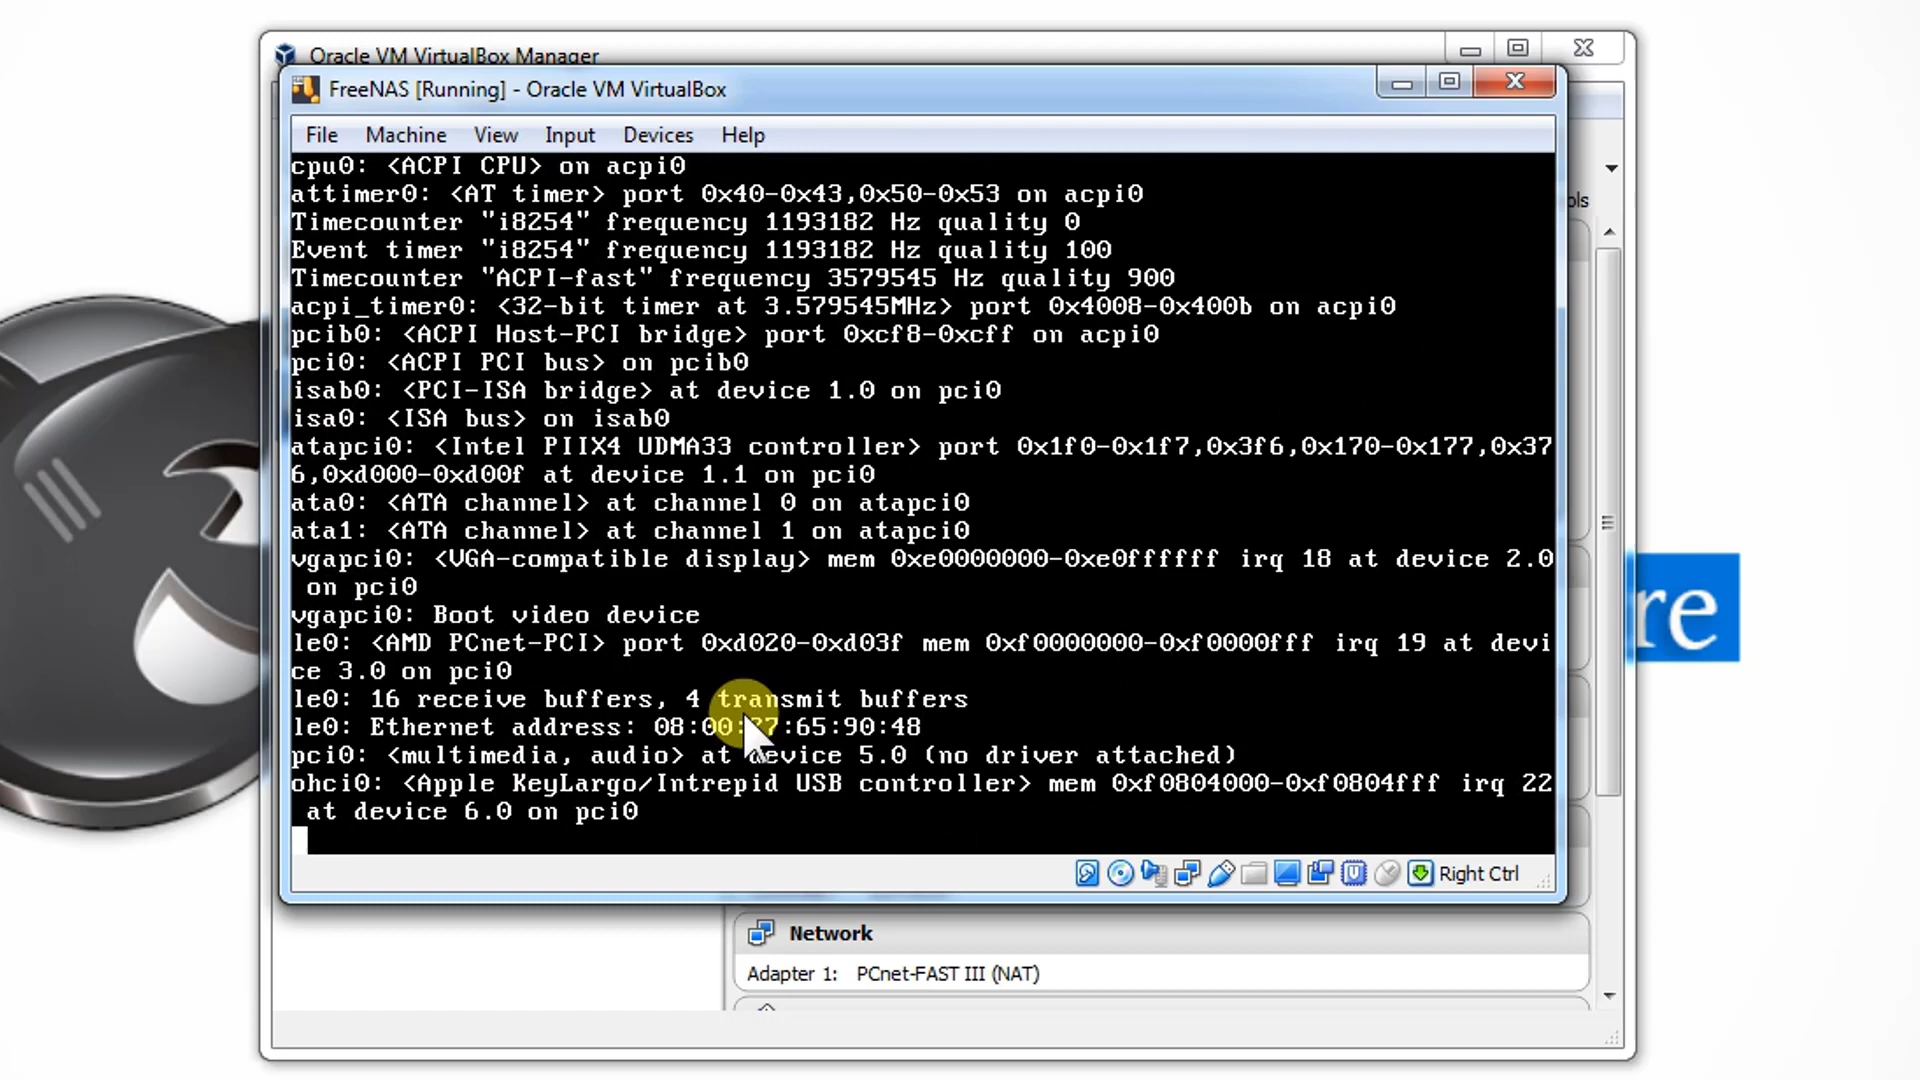 Oracle VM VirtualBox Manager
FreeNAS [Running] - Oracle VM VirtualBox
File Machine View Input Devices Help
cpu0: <ACPI CPU> on acpi0
attimer0: <AT timer> port 0x40-0x43,0x50-0x53 on acpi0
Timecounter "i8254" frequency 1193182 Hz quality 0
Event timer "i8254" frequency 1193182 Hz quality 100
Timecounter "ACPI-fast" frequency 3579545 Hz quality 900
acpi_timer0: <32-bit timer at 3.579545MHz> port 0x4008-0x400b on acpi0
pcib0: <ACPI Host-PCI bridge> port 0xcf8-0xcff on acpi0
pci0: <ACPI PCI bus> on pcib0
isab0: <PCI-ISA bridge> at device 1.0 on pci0
isa0: <ISA bus> on isab0
atapci0: <Intel PIIX4 UDMA33 controller> port 0x1f0-0x1f7,0x3f6,0x170-0x177,0x37
6,0xd000-0xd00f at device 1.1 on pci0
ata0: <ATA channel> at channel 0 on atapci0
ata1: <ATA channel> at channel 1 on atapci0
vgapci0: <VGA-compatible display> mem 0xe0000000-0xe0ffffff irq 18 at device 2.0
on pci0
vgapci0: Boot video device
le0: <AMD PCnet-PCI> port 0xd020-0xd03f mem 0xf0000000-0xf0000fff irq 19 at devi
ce 3.0 on pci0
le0: 16 receive buffers, 4 transmit buffers
le0: Ethernet address: 08:00:27:65:90:48
pci0: <multimedia, audio> at device 5.0 (no driver attached)
ohci0: <Apple KeyLargo/Intrepid USB controller> mem 0xf0804000-0xf0804fff irq 22
at device 6.0 on pci0
Right Ctrl
Network
Adapter 1: PCnet-FAST III (NAT)
ols
re